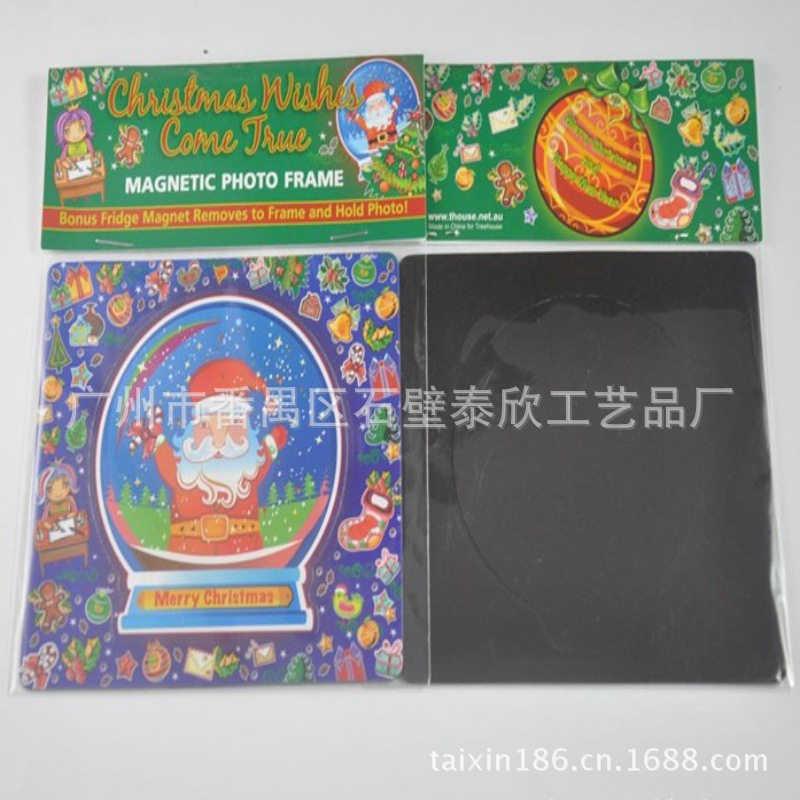 Christmas Wishes
Come True
MAGNETIC PHOTO FRAME
Bonus Fridge Magnet Removes to Frame and Hold Photo!
www.thouse.net.au
Made in China for Treehouse
广州市番禺区石壁泰欣工艺品厂
Merry Christmas
taixin186.cn.1688.com